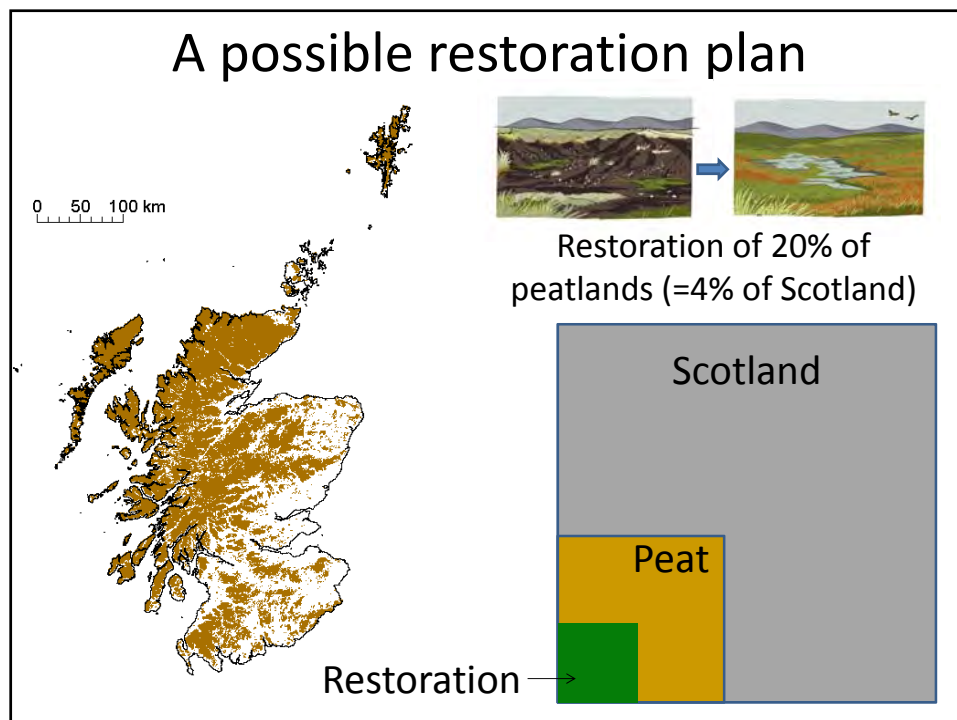 A possible restoration plan
0 50 100 km
Restoration of 20% of
peatlands (=4% of Scotland)
Scotland
Peat
Restoration